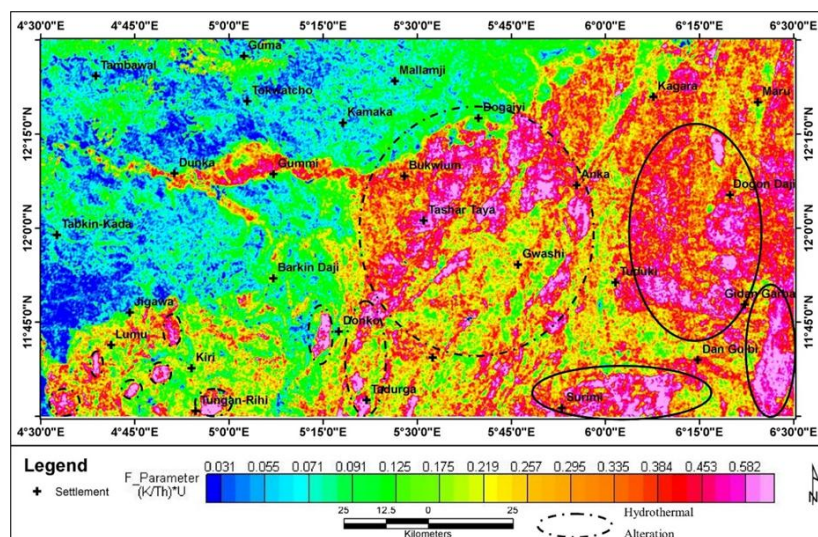 4°30'0"E 4°45'0"E 5°0'0"E 5°15'0"E 5°30'0"E 5°45'0"E 6°0'0"E 6°15'0"E 6°30'0"E
Guma
Tambawal
Mallamji
Kagara
Maru
Tokwatcho
Kamaka
Dogaiyi
12°15'0"N 12°15'0"N
Dunka
Gummi
Bukwium
Anka
Dogon Daji
Tashar Taya
12°0'0"N 12°0'0"N
Tabkin-Kada
Gwashi
Barkin Daji
Tuduki
Gidan Garba
Jigawa
11°45'0"N 11°45'0"N
Donko
Lumu
Dan Gulbi
Kiri
Tadurga
Surimi
Tungan-Rihi
4°30'0"E 4°45'0"E 5°0'0"E 5°15'0"E 5°30'0"E 5°45'0"E 6°0'0"E 6°15'0"E 6°30'0"E
Legend
0.031 0.055 0.071 0.091 0.125 0.175 0.219 0.257 0.295 0.335 0.384 0.453 0.582
F_Parameter
(K/Th)*U
Settlement
25 12.5 0 25
Kilometers
Hydrothermal
Alteration
N